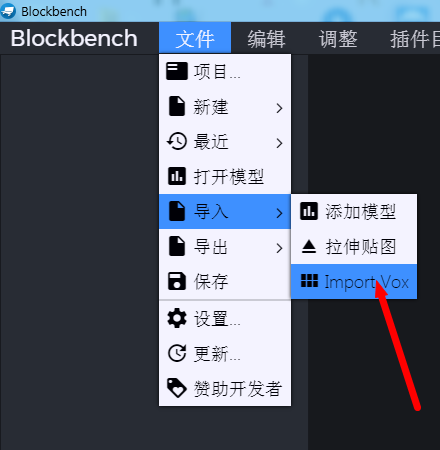 Blockbench
Blockbench 文件 编辑 调整 插件
项目...
新建
最近
打开模型
导入
添加模型
导出
拉伸贴图
保存
Import Vox
设置...
更新...
赞助开发者